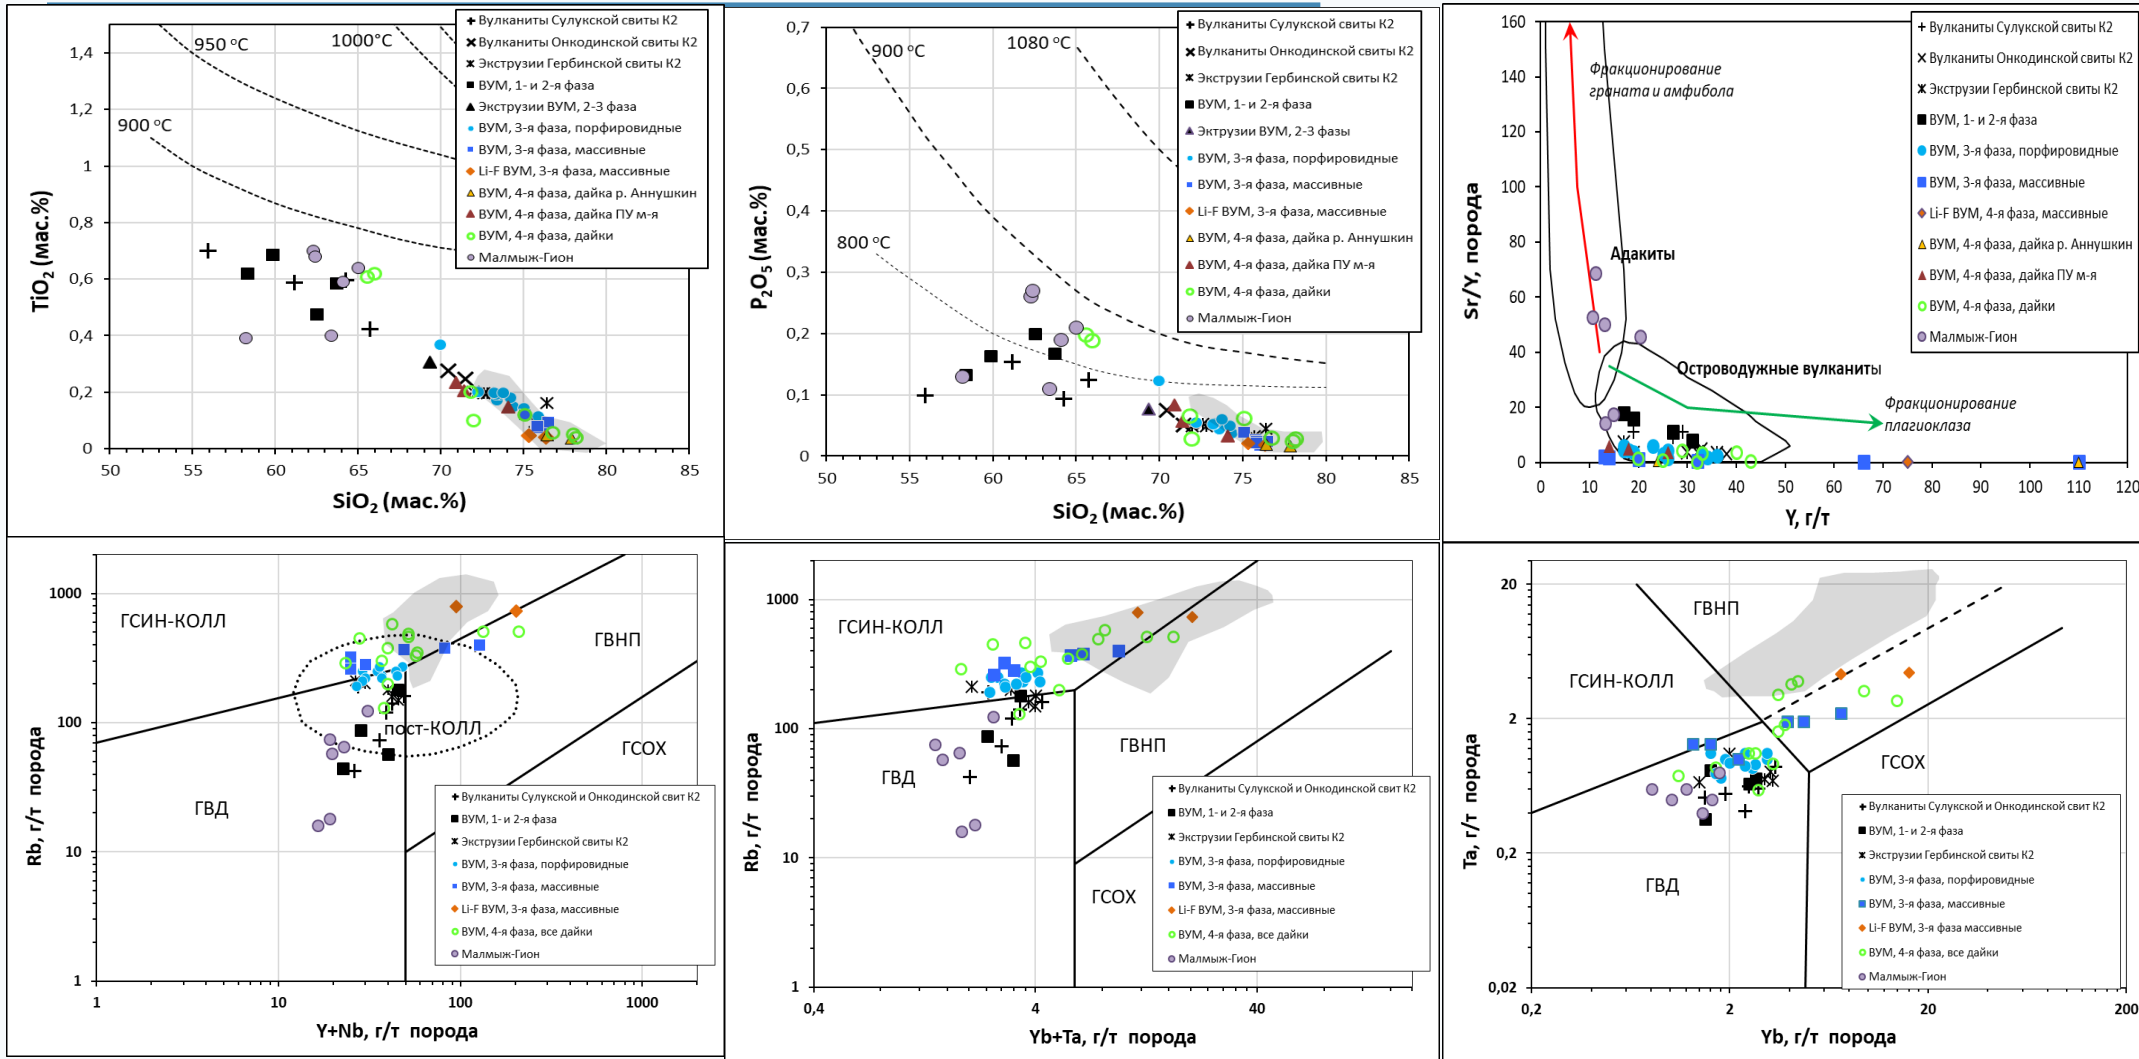 1,4
1,2
1
0,8
0,6
0,4
0,2
0
50 55 60 65 70 75 80 85
TiO2 (мас.%)
SiO2 (мас.%)
950 °C
1000°C
900 °C
Вулканиты Сулукской свиты К2
Вулканиты Онкодинской свиты К2
Экструзии Гербинской свиты К2
ВУМ, 1- и 2-я фаза
Экструзии ВУМ, 2-3 фаза
ВУМ, 3-я фаза, порфировидные
ВУМ, 3-я фаза, массивные
Li-F ВУМ, 3-я фаза, массивные
ВУМ, 4-я фаза, дайка р. Аннушкин
ВУМ, 4-я фаза, дайка ПУ м-я
ВУМ, 4-я фаза, дайки
Малмыж-Гион
0,7
0,6
0,5
0,4
0,3
0,2
0,1
0
50 55 60 65 70 75 80 85
P2O5 (мас.%)
SiO2 (мас.%)
900 °C
1080 °C
800 °C
Вулканиты Сулукской свиты К2
Вулканиты Онкодинской свиты К2
Экструзии Гербинской свиты К2
ВУМ, 1- и 2-я фаза
Эктрузии ВУМ, 2-3 фазы
ВУМ, 3-я фаза, порфировидные
ВУМ, 3-я фаза, массивные
Li-F ВУМ, 3-я фаза, массивные
ВУМ, 4-я фаза, дайка р. Аннушкин
ВУМ, 4-я фаза, дайка ПУ м-я
ВУМ, 4-я фаза, дайки
Малмыж-Гион
160
140
120
100
80
60
40
20
0
0 10 20 30 40 50 60 70 80 90 100 110 120
Sr/Y, порода
Y, г/т
Фракционирование
граната и амфибола
Адакиты
Островодужные вулканиты
Фракционирование
плагиоклаза
Вулканиты Сулукской свиты К2
Вулканиты Онкодинской свиты К2
Экструзии Гербинской свиты К2
ВУМ, 1- и 2-я фаза
ВУМ, 3-я фаза, порфировидные
ВУМ, 3-я фаза, массивные
Li-F ВУМ, 4-я фаза, массивные
ВУМ, 4-я фаза, дайка р. Аннушкин
ВУМ, 4-я фаза, дайка ПУ м-я
ВУМ, 4-я фаза, дайки
Малмыж-Гион
1000
100
10
1
1 10 100 1000
Rb, г/т порода
Y+Nb, г/т порода
ГСИН-КОЛЛ
ГВНП
пост-КОЛЛ
ГСОХ
ГВД
Вулканиты Сулукской и Онкодинской свит К2
ВУМ, 1- и 2-я фаза
Экструзии Гербинской свиты К2
ВУМ, 3-я фаза, порфировидные
ВУМ, 3-я фаза, массивные
Li-F ВУМ, 3-я фаза, массивные
ВУМ, 4-я фаза, все дайки
Малмыж-Гион
1000
100
10
1
0,4 4 40
Rb, г/т порода
Yb+Ta, г/т порода
ГСИН-КОЛЛ
ГВНП
ГВД
ГСОХ
Вулканиты Сулукской и Онкодинской свит К2
ВУМ, 1- и 2-я фаза
Экструзии Гербинской свиты К2
ВУМ, 3-я фаза, порфировидные
ВУМ, 3-я фаза, массивные
Li-F ВУМ, 3-я фаза, массивные
ВУМ, 4-я фаза, все дайки
Малмыж-Гион
20
2
0,2
0,02
0,2 2 20 200
Ta, г/т порода
Yb, г/т порода
ГВНП
ГСИН-КОЛЛ
ГСОХ
ГВД
Вулканиты Сулукской и Онкодинской свит К2
ВУМ, 1- и 2-я фаза
Экструзии Гербинской свиты К2
ВУМ, 3-я фаза, порфировидные
ВУМ, 3-я фаза, массивные
Li-F ВУМ, 3-я фаза массивные
ВУМ, 4-я фаза, все дайки
Малмыж-Гион